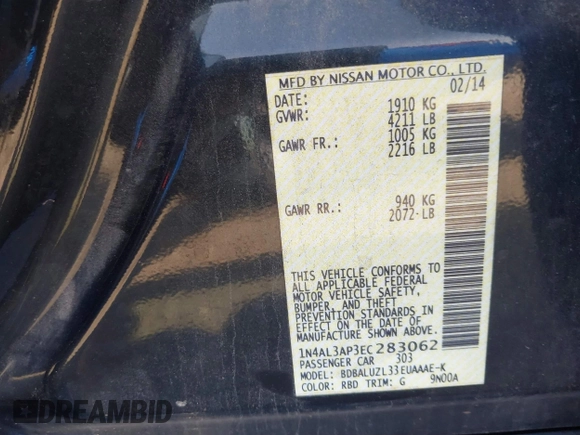 MFD BY NISSAN MOTOR CO., LTD.
DATE: 02/14
GVWR: 1910 KG
4211 LB
GAWR FR.: 1005 KG
2216 LB
GAWR RR.: 940 KG
2072 LB
THIS VEHICLE CONFORMS TO
ALL APPLICABLE FEDERAL
MOTOR VEHICLE SAFETY,
BUMPER, AND THEFT
PREVENTION STANDARDS IN
EFFECT ON THE DATE OF
MANUFACTURE SHOWN ABOVE.
1N4AL3AP3EC283062
PASSENGER CAR 303
MODEL: BDBALUZL33EUAAAE-K
COLOR: RBD TRIM: G 9N00A
DREAMBID